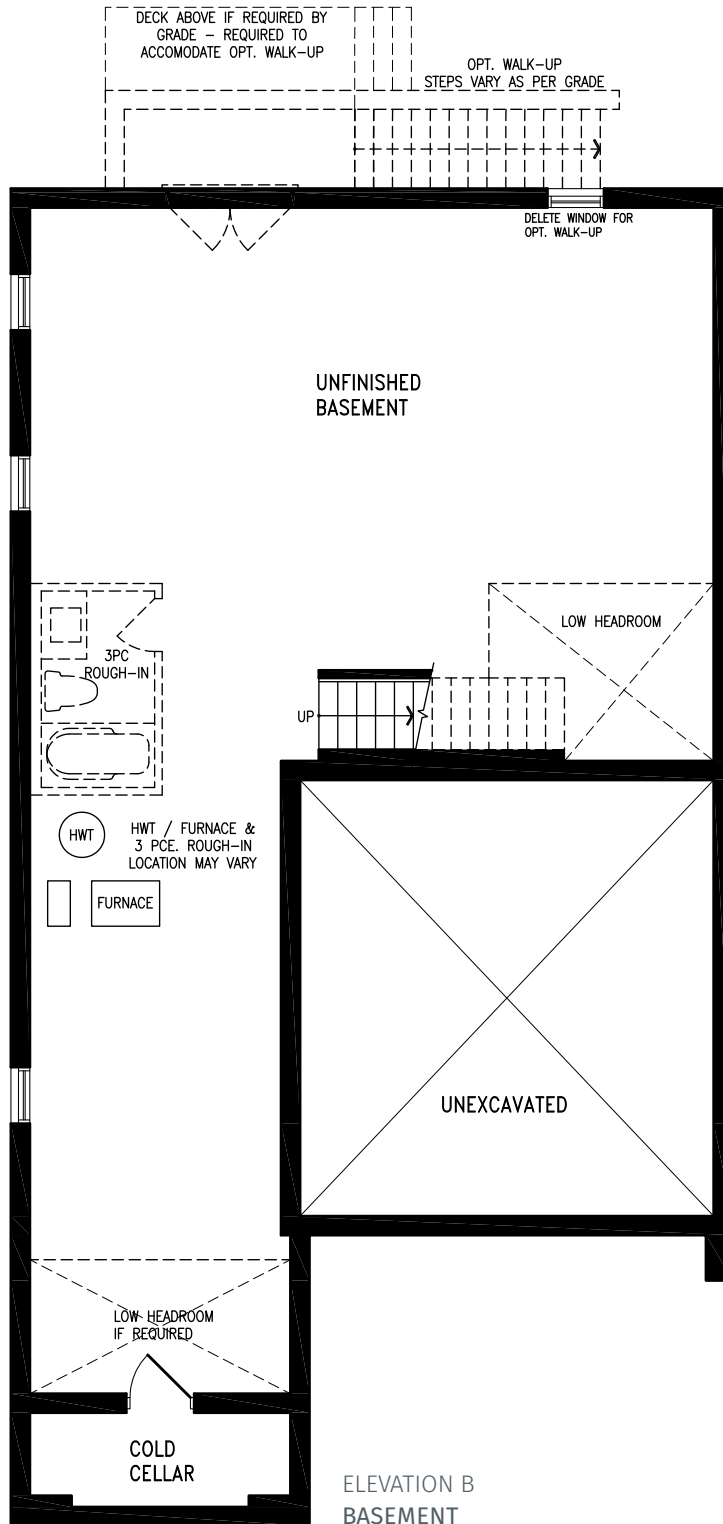 DECK ABOVE IF REQUIRED BY
GRADE – REQUIRED TO
ACCOMODATE OPT. WALK–UP
OPT. WALK–UP
STEPS VARY AS PER GRADE
DELETE WINDOW FOR
OPT. WALK–UP
UNFINISHED
BASEMENT
LOW HEADROOM
3PC
ROUGH–IN
UP
HWT
HWT / FURNACE &
3 PCE. ROUGH–IN
LOCATION MAY VARY
FURNACE
UNEXCAVATED
LOW HEADROOM
IF REQUIRED
COLD
CELLAR
ELEVATION B
BASEMENT